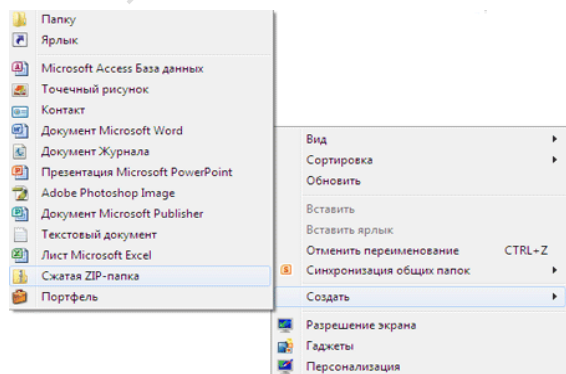 Папку
Ярлык
Microsoft Access База данных
Точечный рисунок
Контакт
Документ Microsoft Word
Документ Журнала
Презентация Microsoft PowerPoint
Adobe Photoshop Image
Документ Microsoft Publisher
Текстовый документ
Лист Microsoft Excel
Сжатая ZIP-папка
Портфель
Вид
Сортировка
Обновить
Вставить
Вставить ярлык
Отменить переименование CTRL+Z
Синхронизация общих папок
Создать
Разрешение экрана
Гаджеты
Персонализация